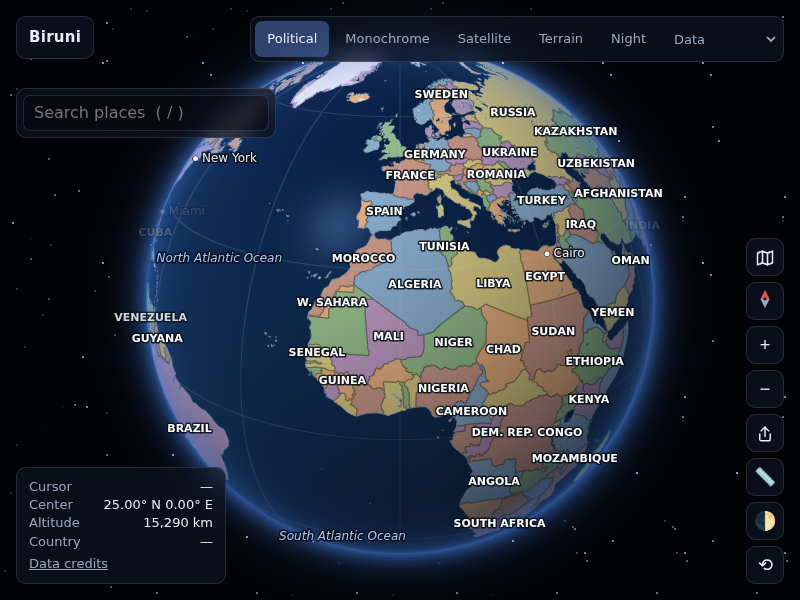 Biruni
Political Monochrome Satellite Terrain Night Data
Search places ( / )
SWEDEN
RUSSIA
KAZAKHSTAN
GERMANY
UKRAINE
New York
UZBEKISTAN
FRANCE
ROMANIA
AFGHANISTAN
TURKEY
Miami
SPAIN
IRAQ
INDIA
CUBA
TUNISIA
Cairo
North Atlantic Ocean
MOROCCO
OMAN
EGYPT
ALGERIA
LIBYA
W. SAHARA
YEMEN
VENEZUELA
SUDAN
GUYANA
MALI
NIGER
CHAD
SENEGAL
ETHIOPIA
GUINEA
NIGERIA
KENYA
CAMEROON
BRAZIL
DEM. REP. CONGO
MOZAMBIQUE
ANGOLA
SOUTH AFRICA
South Atlantic Ocean
Cursor —
Center 25.00° N 0.00° E
Altitude 15,290 km
Country —
Data credits